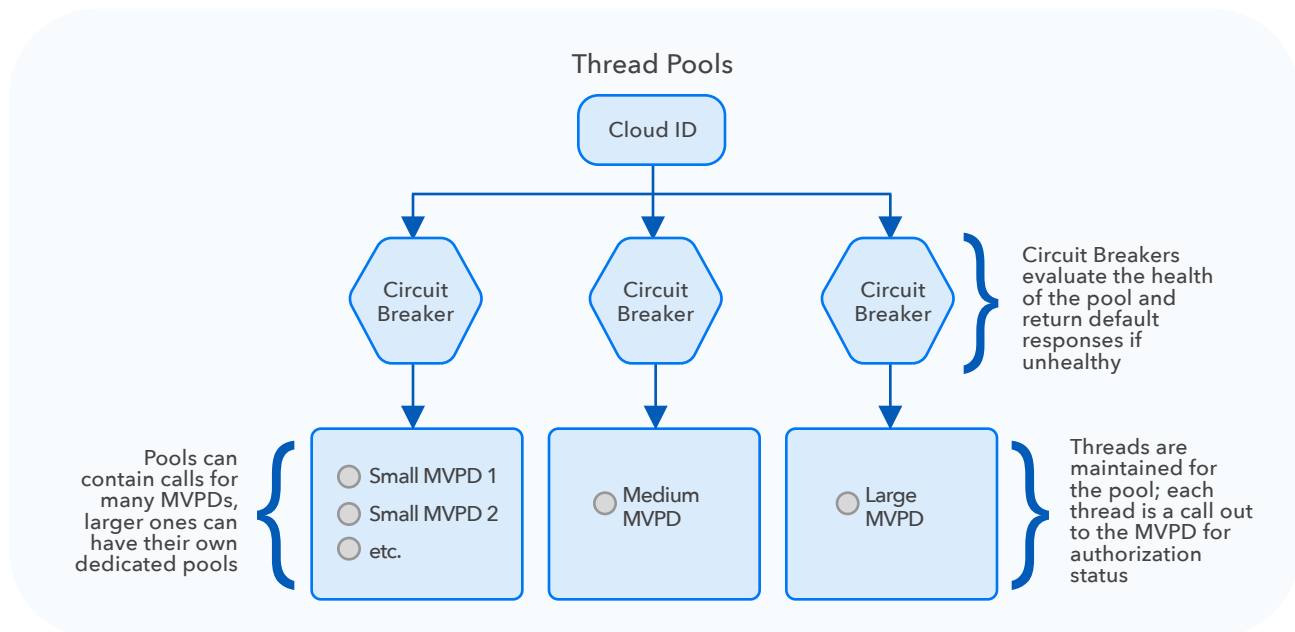 Thread Pools
Cloud ID
Circuit
Breaker
Circuit
Breaker
Circuit
Breaker
Circuit Breakers
evaluate the health
of the pool and
return default
responses if
unhealthy
Pools can
contain calls for
many MVPDs,
larger ones can
have their own
dedicated pools
Small MVPD 1
Small MVPD 2
etc.
Medium
MVPD
Large
MVPD
Threads are
maintained for
the pool; each
thread is a call out
to the MVPD for
authorization
status